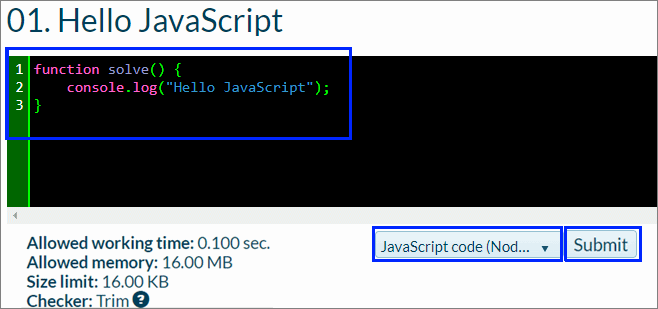 01. Hello JavaScript
1 function solve() {
2     console.log("Hello JavaScript");
3 }
Allowed working time: 0.100 sec.
Allowed memory: 16.00 MB
Size limit: 16.00 KB
Checker: Trim ?
JavaScript code (Nod... ▼
Submit